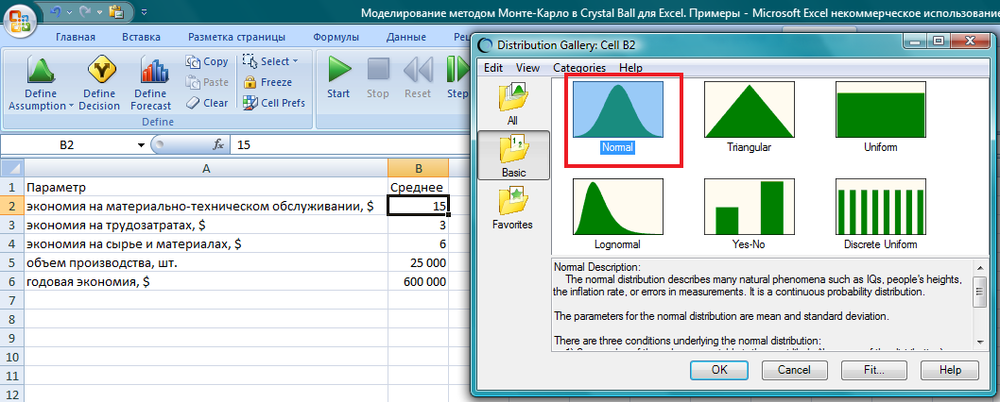 Моделирование методом Монте-Карло в Crystal Ball для Excel. Примеры - Microsoft Excel некоммерческое использование
Главная Вставка Разметка страницы Формулы Данные
Define Assumption
Define Decision
Define Forecast
Copy
Paste
Clear
Select
Freeze
Cell Prefs
Define
Start Stop Reset Step
B2 fx 15
A B
1 Параметр Среднее
2 экономия на материально-техническом обслуживании, $ 15
3 экономия на трудозатратах, $ 3
4 экономия на сырье и материалах, $ 6
5 объем производства, шт. 25 000
6 годовая экономия, $ 600 000
7
8
9
10
11
12
Distribution Gallery: Cell B2
Edit View Categories Help
All
Basic
Favorites
Normal Triangular Uniform
Lognormal Yes-No Discrete Uniform
Normal Description:
The normal distribution describes many natural phenomena such as IQs, people's heights,
the inflation rate, or errors in measurements. It is a continuous probability distribution.
The parameters for the normal distribution are mean and standard deviation.
There are three conditions underlying the normal distribution:
OK Cancel Fit... Help